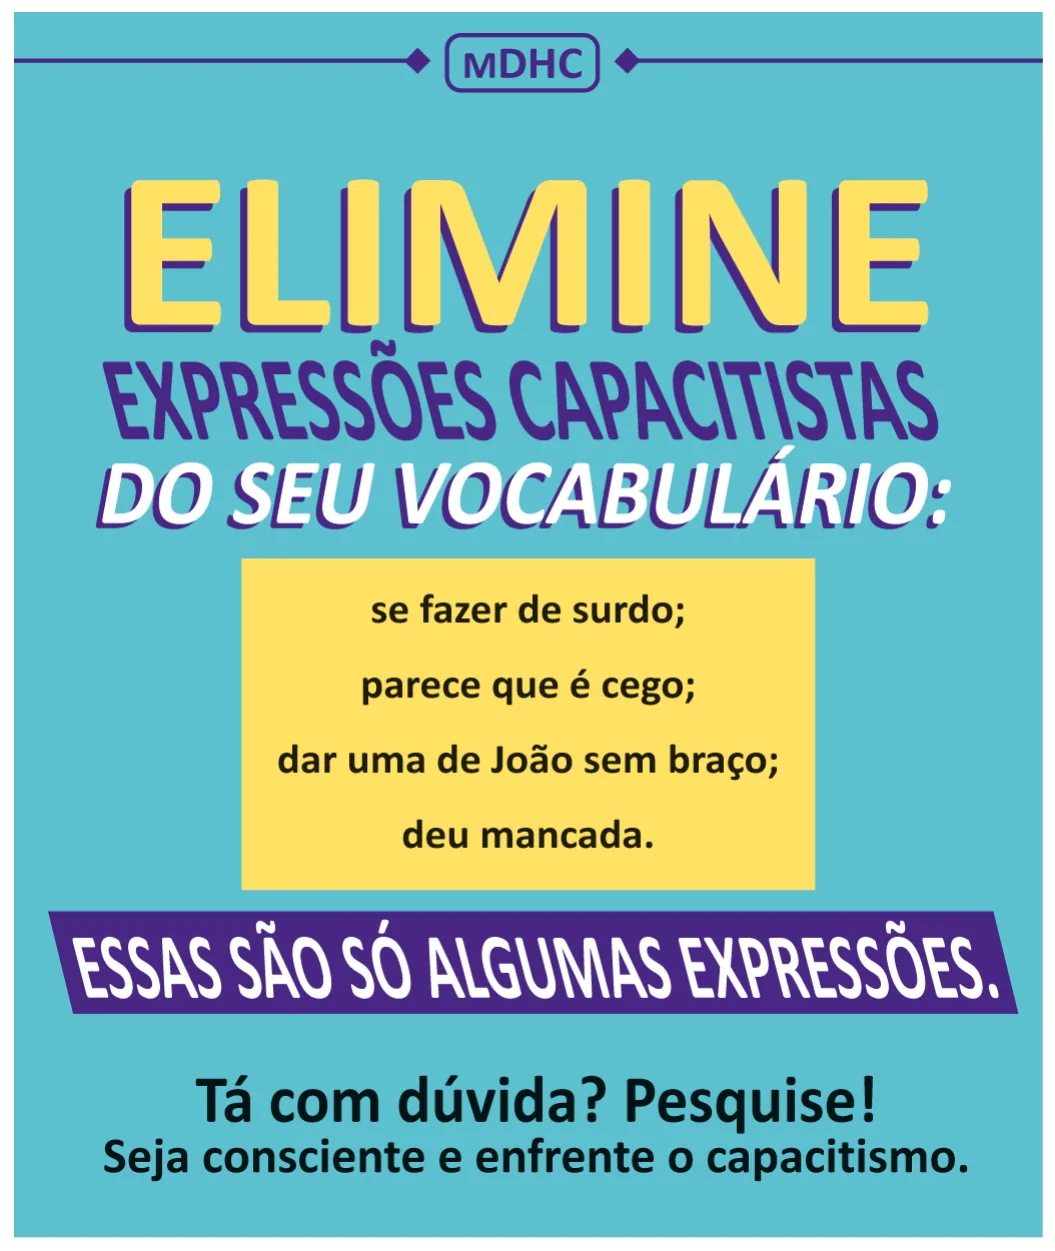 MDHC
ELIMINE
EXPRESSÕES CAPACITISTAS
DO SEU VOCABULÁRIO:
se fazer de surdo;
parece que é cego;
dar uma de João sem braço;
deu mancada.
ESSAS SÃO SÓ ALGUMAS EXPRESSÕES.
Tá com dúvida? Pesquise!
Seja consciente e enfrente o capacitismo.